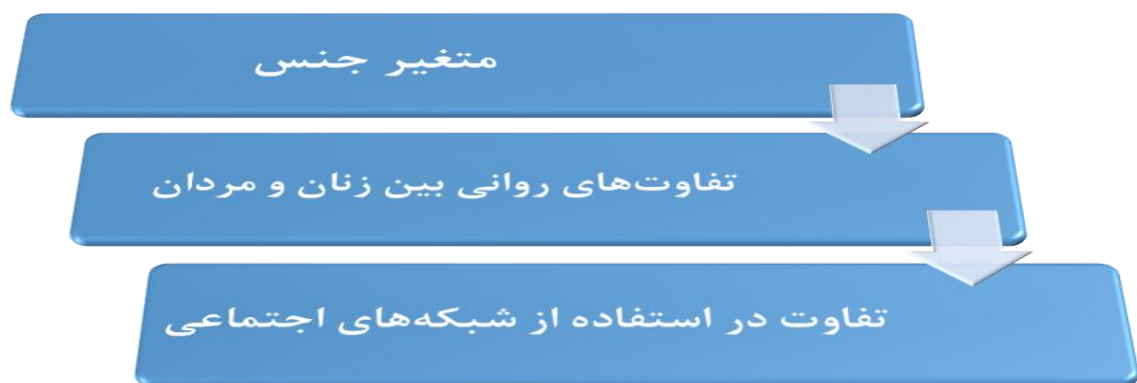 متغیر جنس
تفاوت‌های روانی بین زنان و مردان
تفاوت در استفاده از شبکه‌های اجتماعی